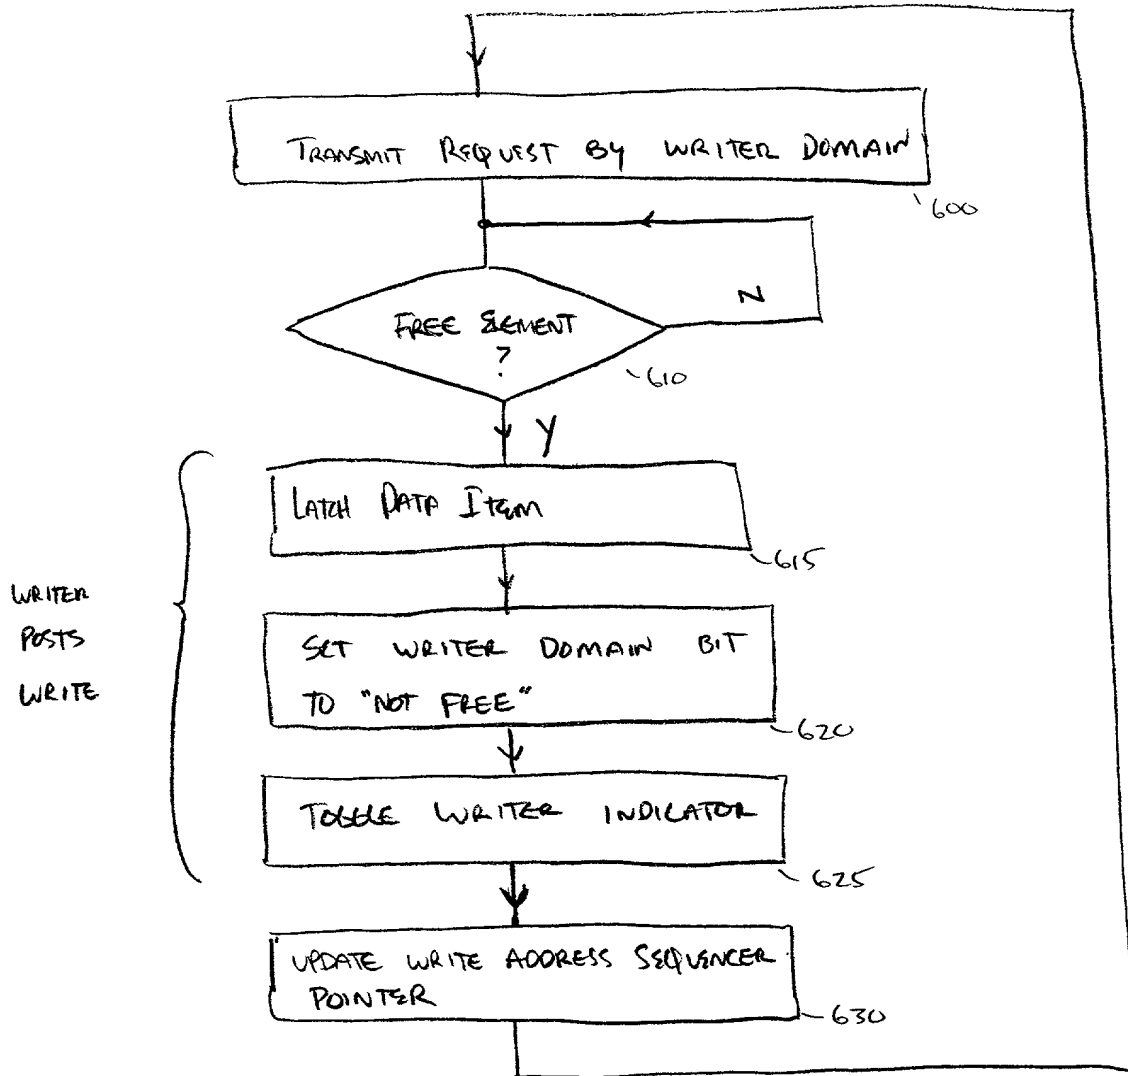 TRANSMIT REQUEST BY WRITER DOMAIN
600
N
FREE ELEMENT
?
610
Y
LATCH DATA ITEM
615
WRITER
POSTS
WRITE
SET WRITER DOMAIN BIT
TO "NOT FREE"
620
TOGGLE WRITER INDICATOR
625
UPDATE WRITE ADDRESS SEQUENCER
POINTER
630